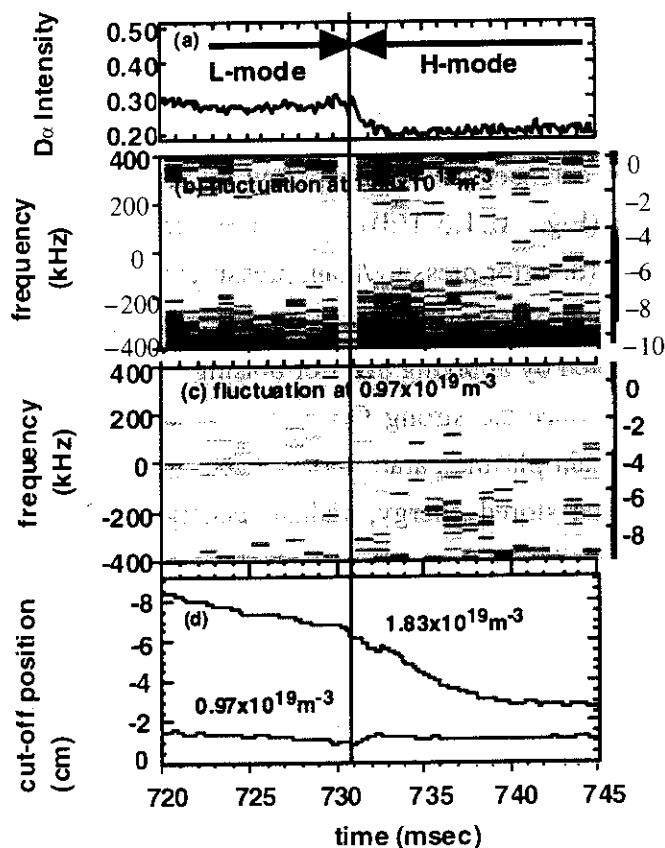 0.50
(a)
0.40
L-mode
H-mode
0.30
0.20
Dα Intensity
400
200
0
-200
-400
frequency
(kHz)
(b) fluctuation at
x10¹⁹m⁻³
0
-2
-4
-6
-8
-10
400
200
0
-200
-400
frequency
(kHz)
(c) fluctuation at 0.97x10¹⁹m⁻³
0
-2
-4
-6
-8
-8
-6
-4
-2
0
cut-off position
(cm)
(d)
1.83x10¹⁹m⁻³
0.97x10¹⁹m⁻³
720
725
730
735
740
745
time (msec)